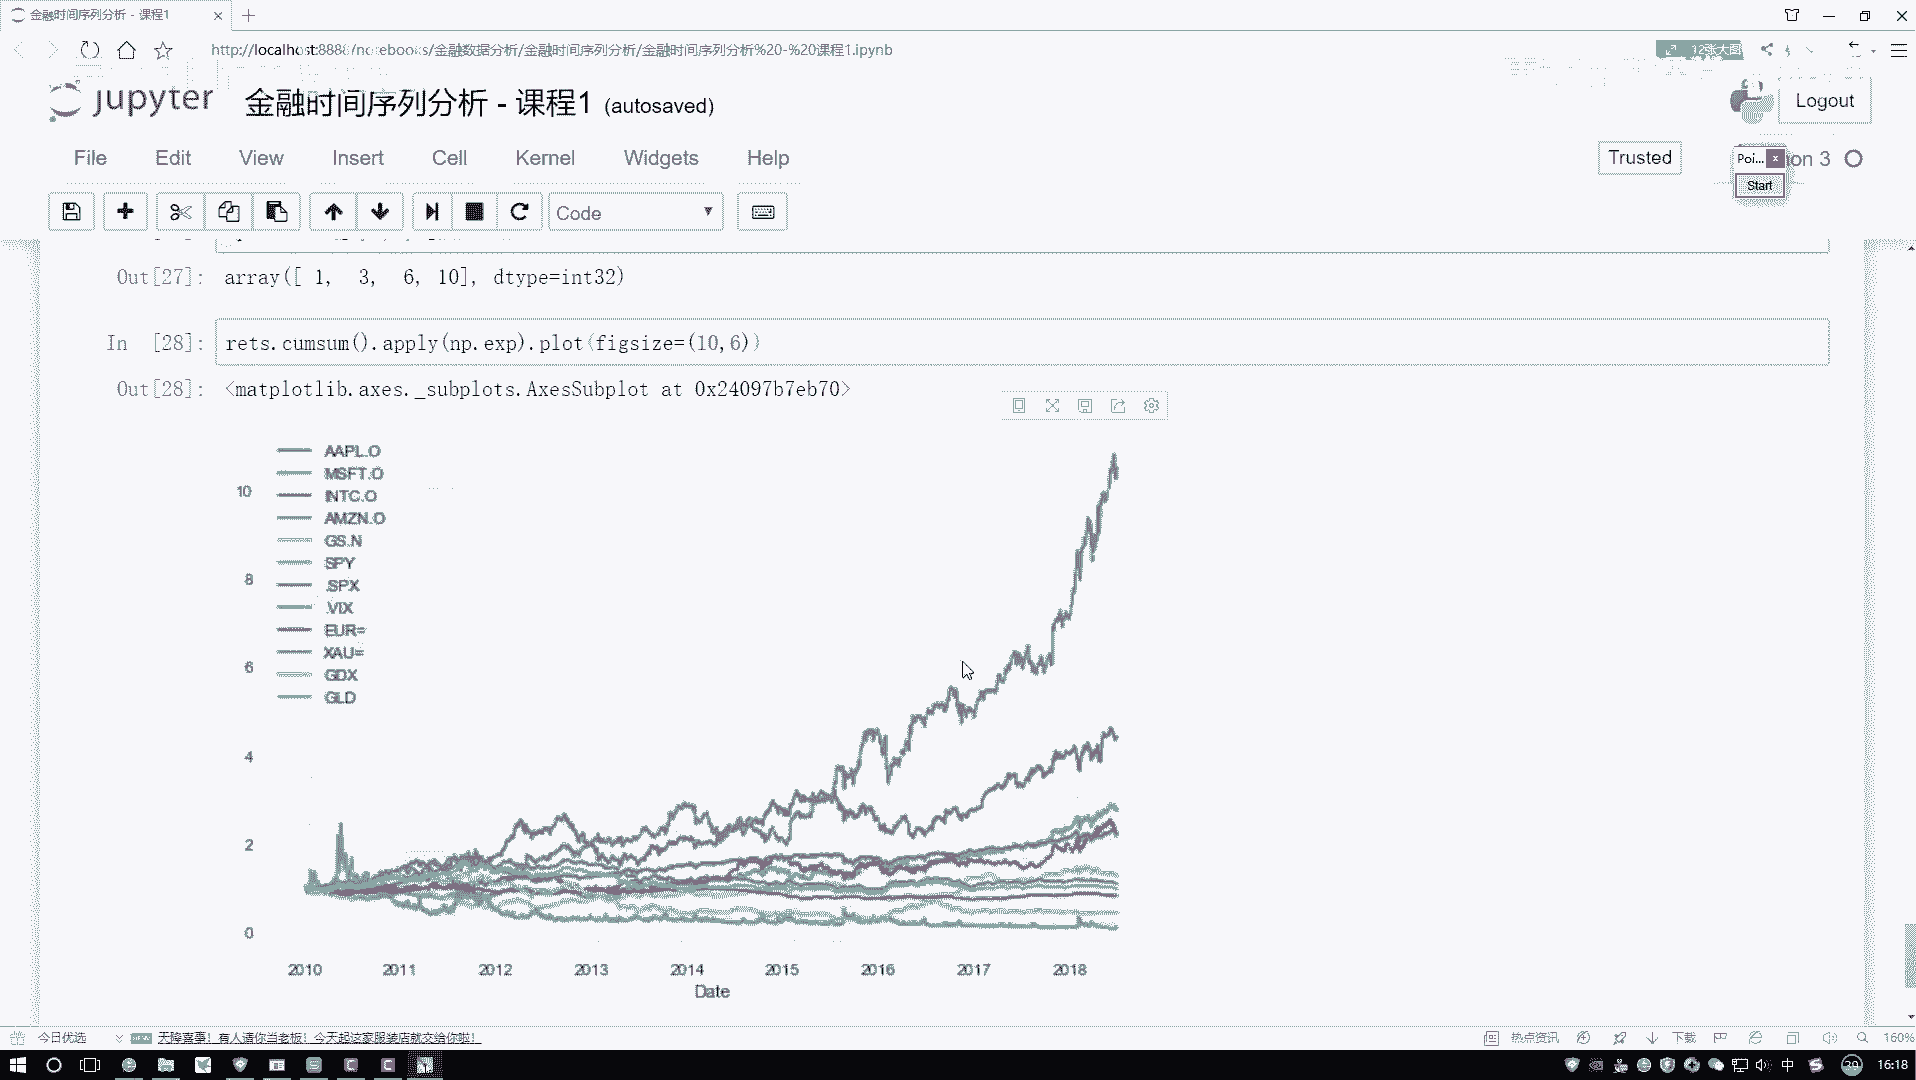 金融时间序列分析 - 课程1
http://localhost:8888/notebooks/金融数据分析/金融时间序列分析/金融时间序列分析%20-%20课程1.ipynb
12张大图
jupyter 金融时间序列分析 - 课程1 (autosaved)
Logout
File Edit View Insert Cell Kernel Widgets Help
Trusted
Poi...
on 3
Start
Code
Out[27]: array([ 1, 3, 6, 10], dtype=int32)
In [28]: rets.cumsum().apply(np.exp).plot(figsize=(10,6))
Out[28]: <matplotlib.axes._subplots.AxesSubplot at 0x24097b7eb70>
AAPL.O
MSFT.O
INTC.O
AMZN.O
GS.N
SPY
.SPX
.VIX
EUR=
XAU=
GDX
GLD
10
8
6
4
2
0
2010 2011 2012 2013 2014 2015 2016 2017 2018
Date
今日优选
天降喜事！有人请你当老板！今天起这家服装店就交给你啦！
热点资讯
下载
160%
中
16:18